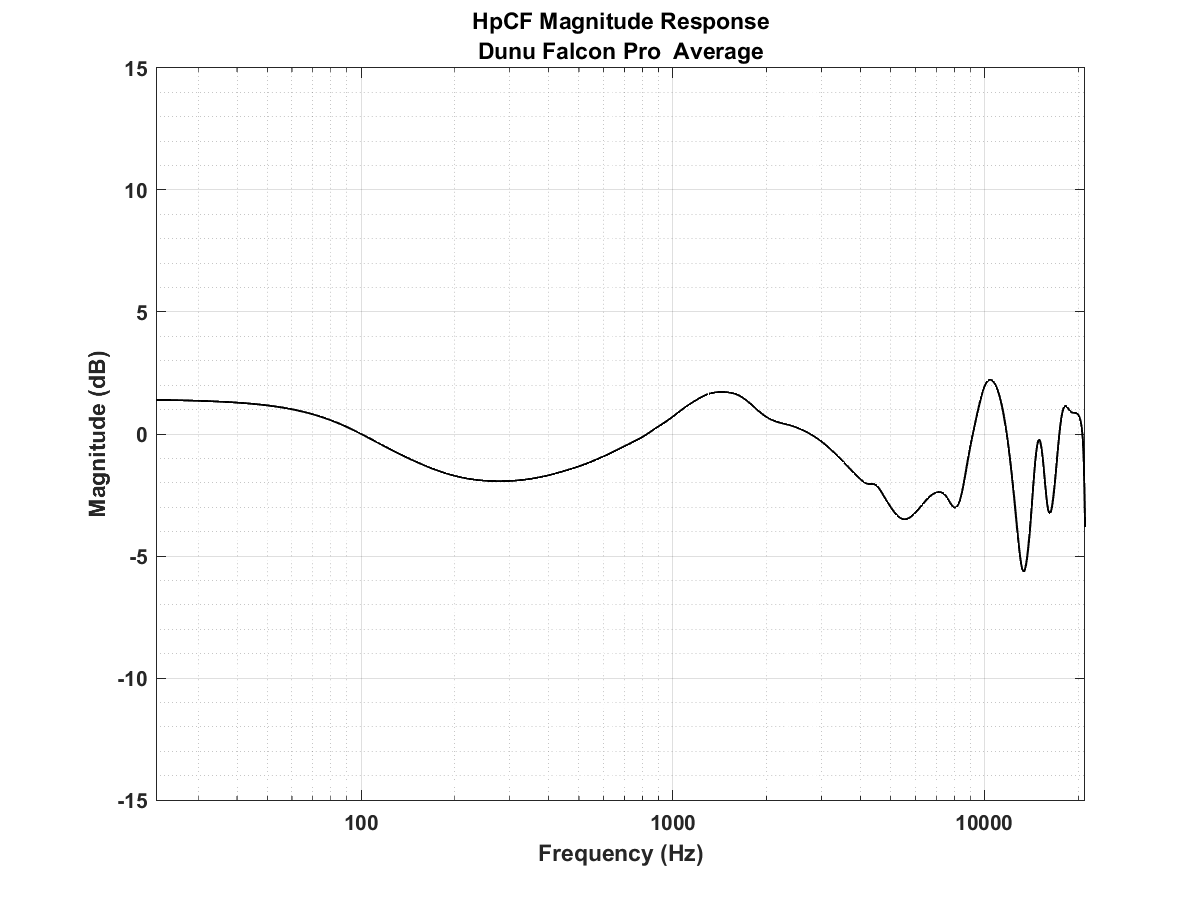 HpCF Magnitude Response
Dunu Falcon Pro  Average
15
10
5
0
-5
-10
-15
Magnitude (dB)
100
1000
10000
Frequency (Hz)